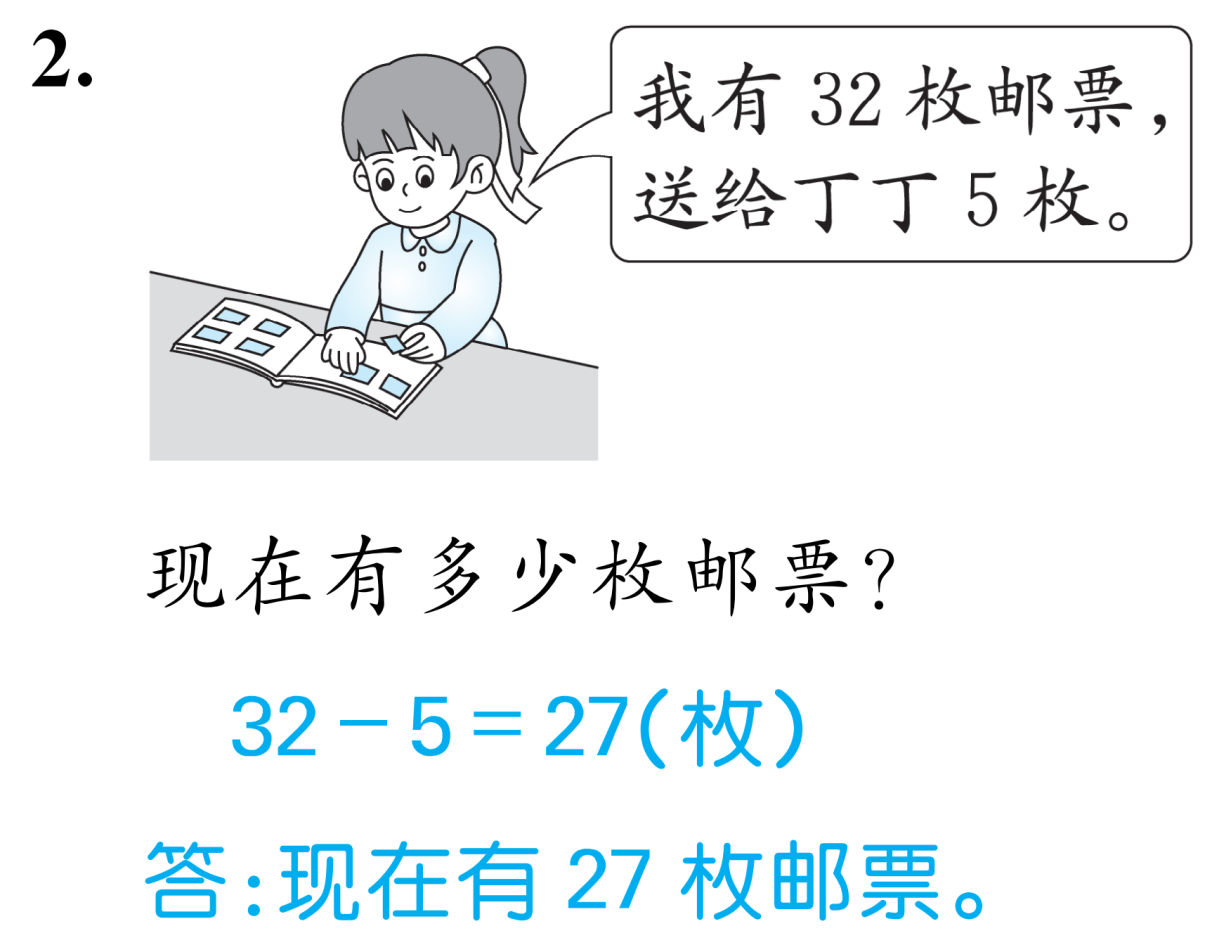 2.
我有 32 枚邮票，
送给丁丁 5 枚。
现在有多少枚邮票？
32－5＝27(枚)
答：现在有 27 枚邮票。